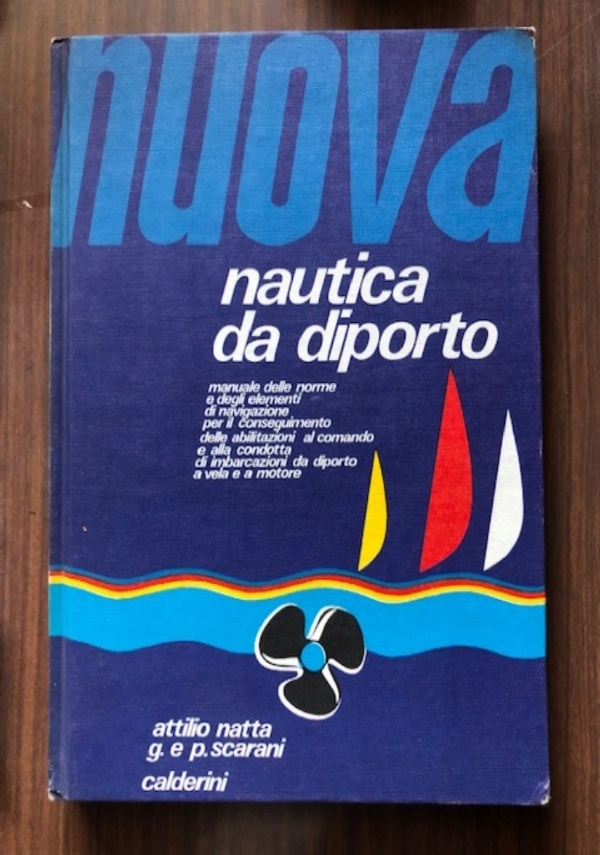 nuova
nautica
da diporto
manuale delle norme
e degli elementi
di navigazione
per il conseguimento
delle abilitazioni al comando
e alla condotta
di imbarcazioni da diporto
a vela e a motore
attilio natta
g. e p. scarani
calderini